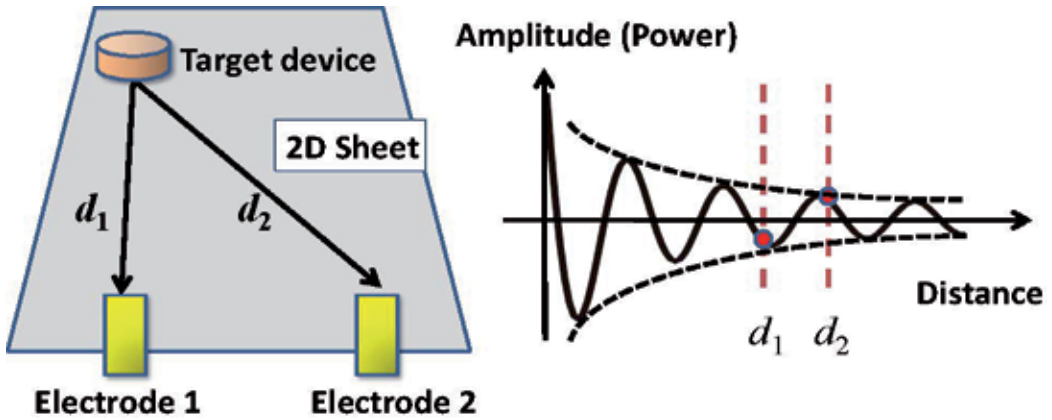 Target device
2D Sheet
d1
d2
Electrode 1
Electrode 2
Amplitude (Power)
Distance
d1
d2